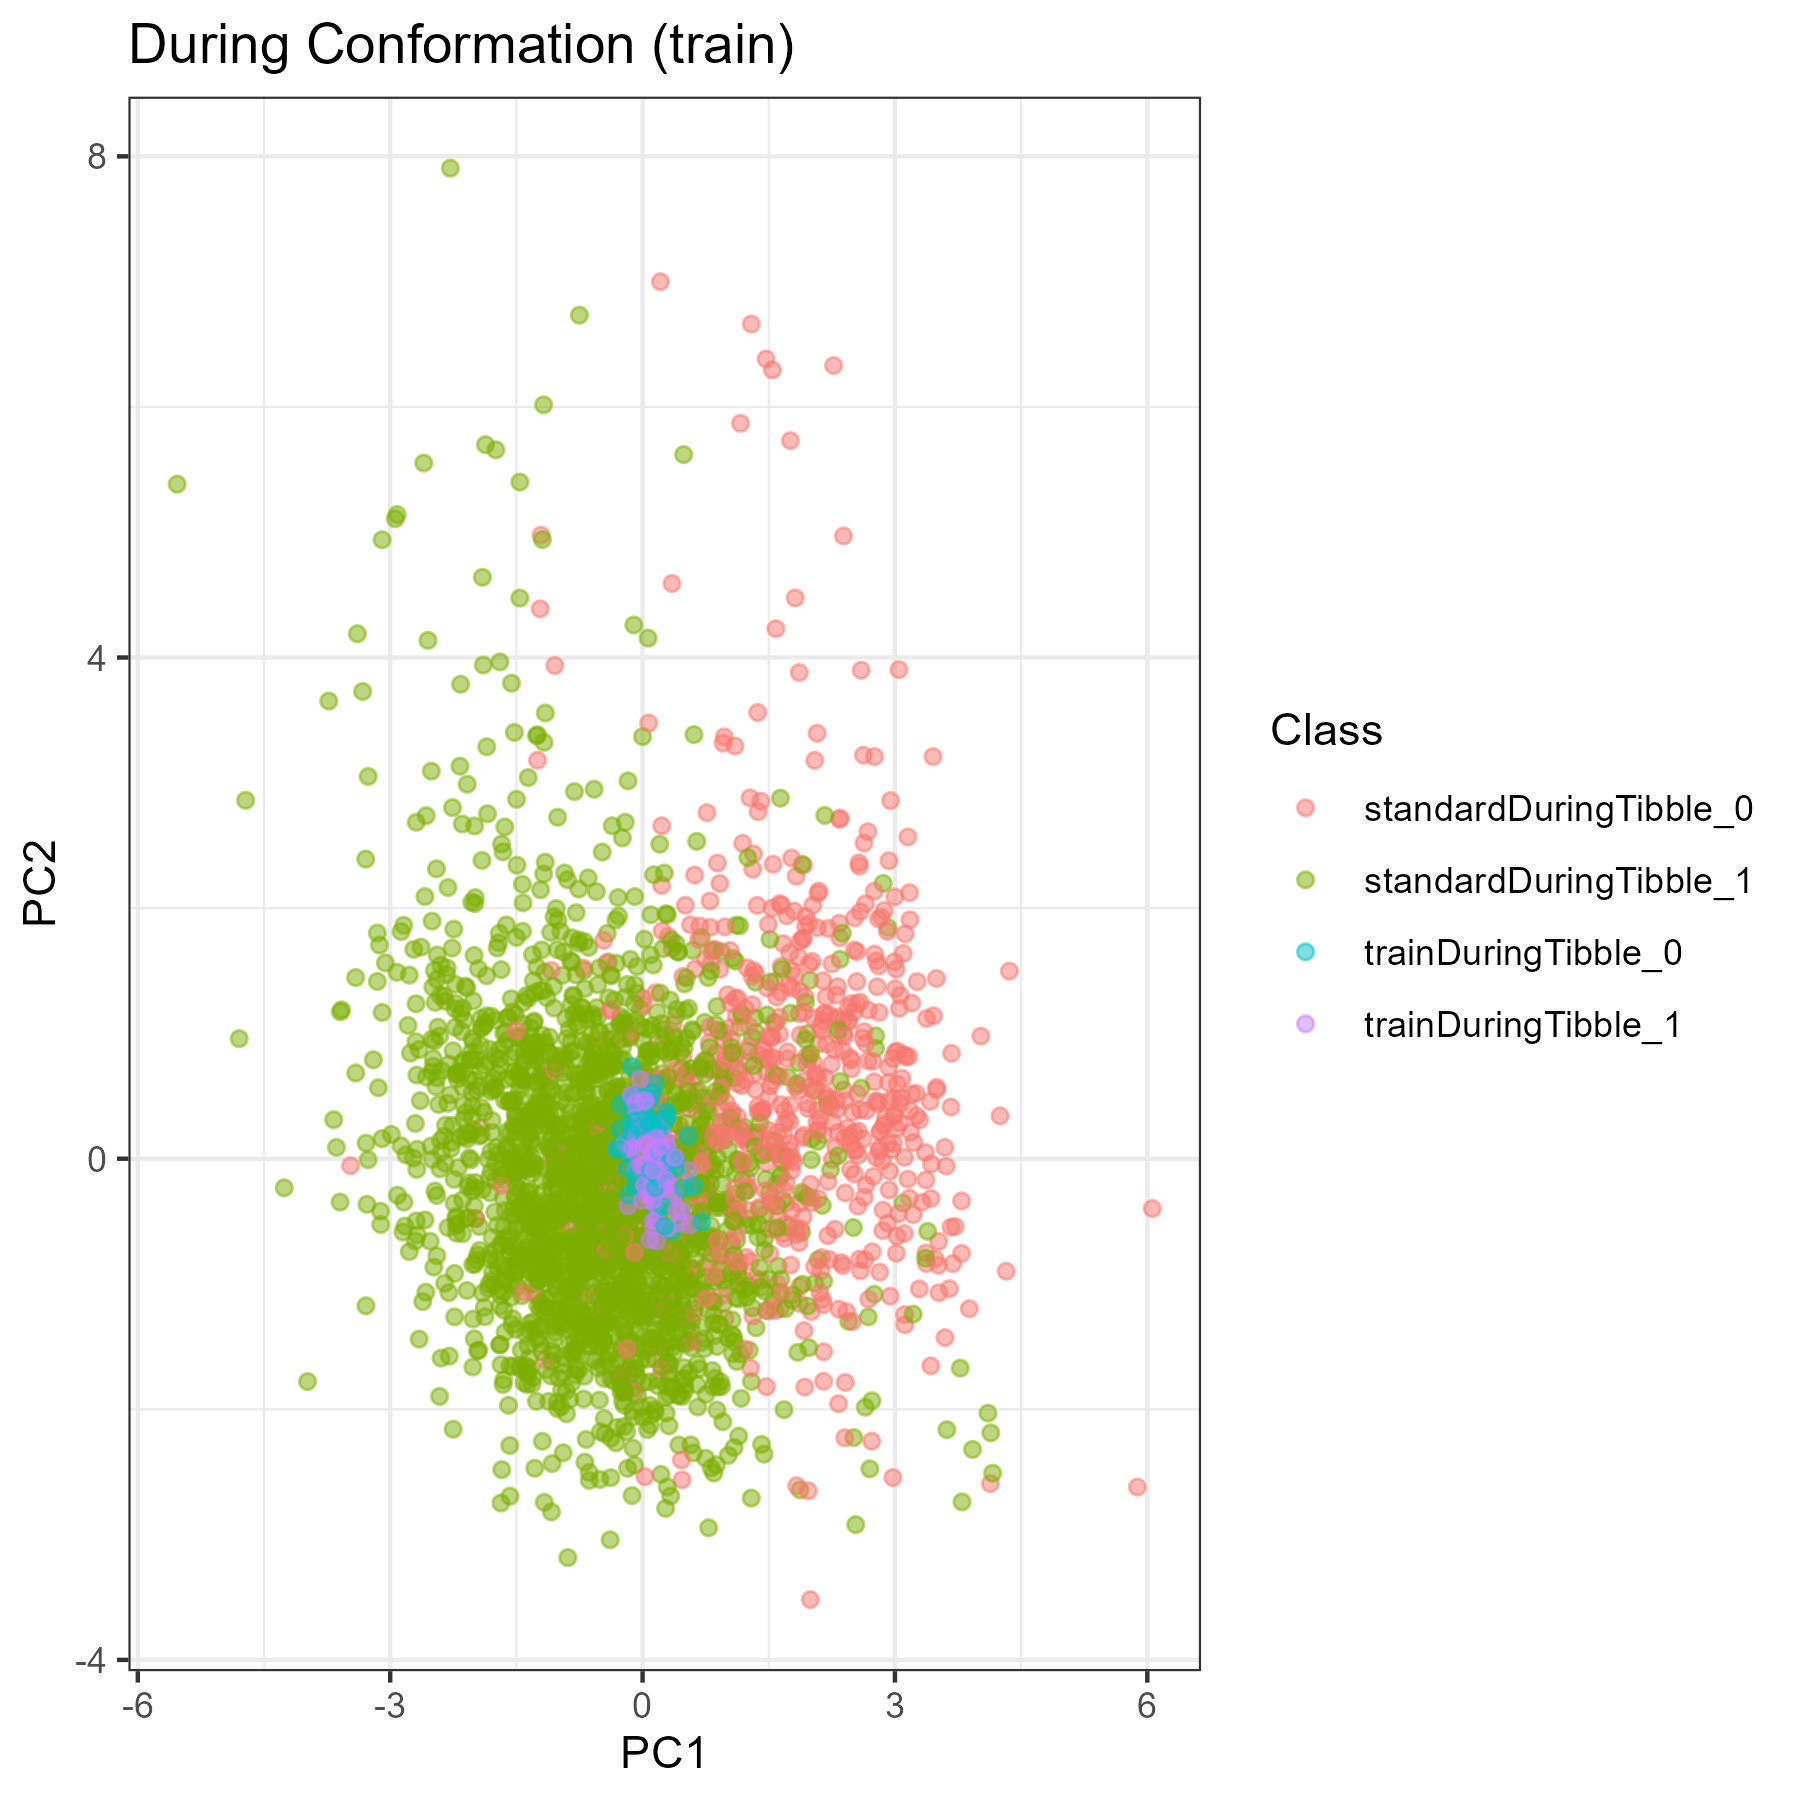 During Conformation (train)
8
4
0
-4
PC2
-6
-3
0
3
6
PC1
Class
standardDuringTibble_0
standardDuringTibble_1
trainDuringTibble_0
trainDuringTibble_1